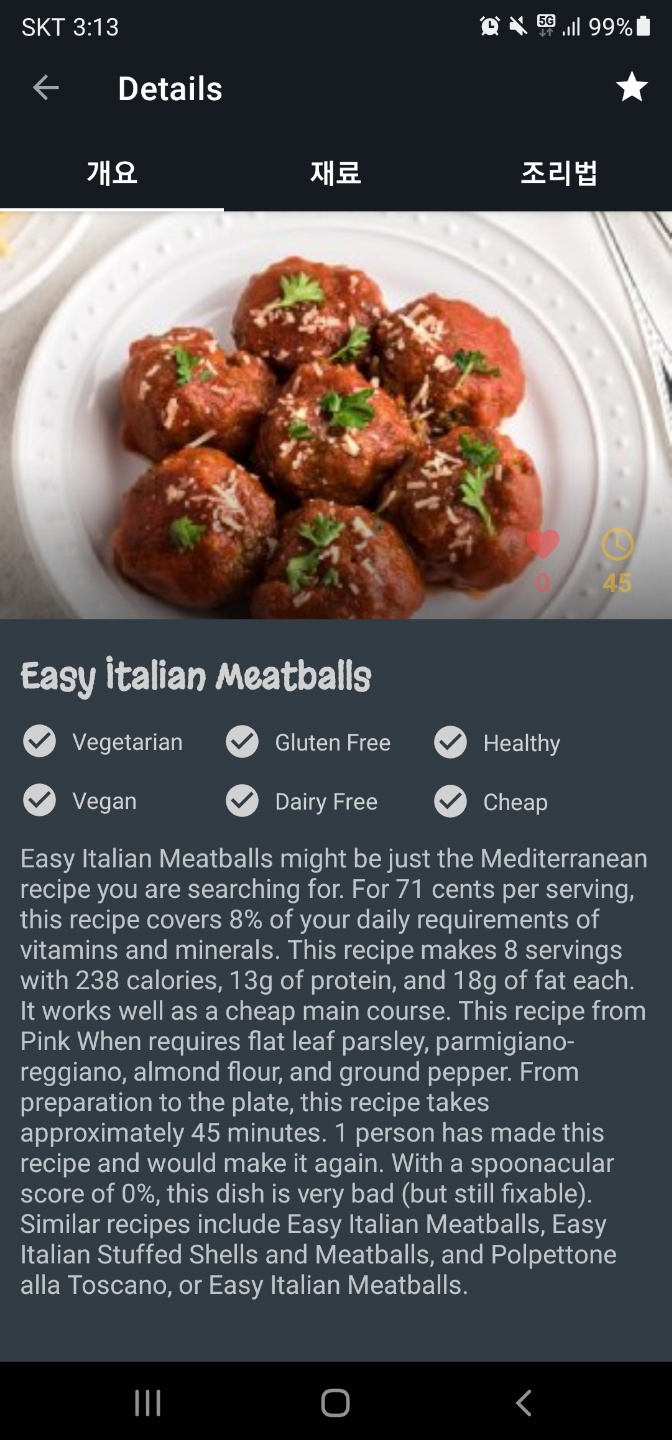 SKT 3:13
5G
99%
Details
개요
재료
조리법
0
45
Easy italian Meatballs
Vegetarian
Gluten Free
Healthy
Vegan
Dairy Free
Cheap
Easy Italian Meatballs might be just the Mediterranean
recipe you are searching for. For 71 cents per serving,
this recipe covers 8% of your daily requirements of
vitamins and minerals. This recipe makes 8 servings
with 238 calories, 13g of protein, and 18g of fat each.
It works well as a cheap main course. This recipe from
Pink When requires flat leaf parsley, parmigiano-
reggiano, almond flour, and ground pepper. From
preparation to the plate, this recipe takes
approximately 45 minutes. 1 person has made this
recipe and would make it again. With a spoonacular
score of 0%, this dish is very bad (but still fixable).
Similar recipes include Easy Italian Meatballs, Easy
Italian Stuffed Shells and Meatballs, and Polpettone
alla Toscano, or Easy Italian Meatballs.